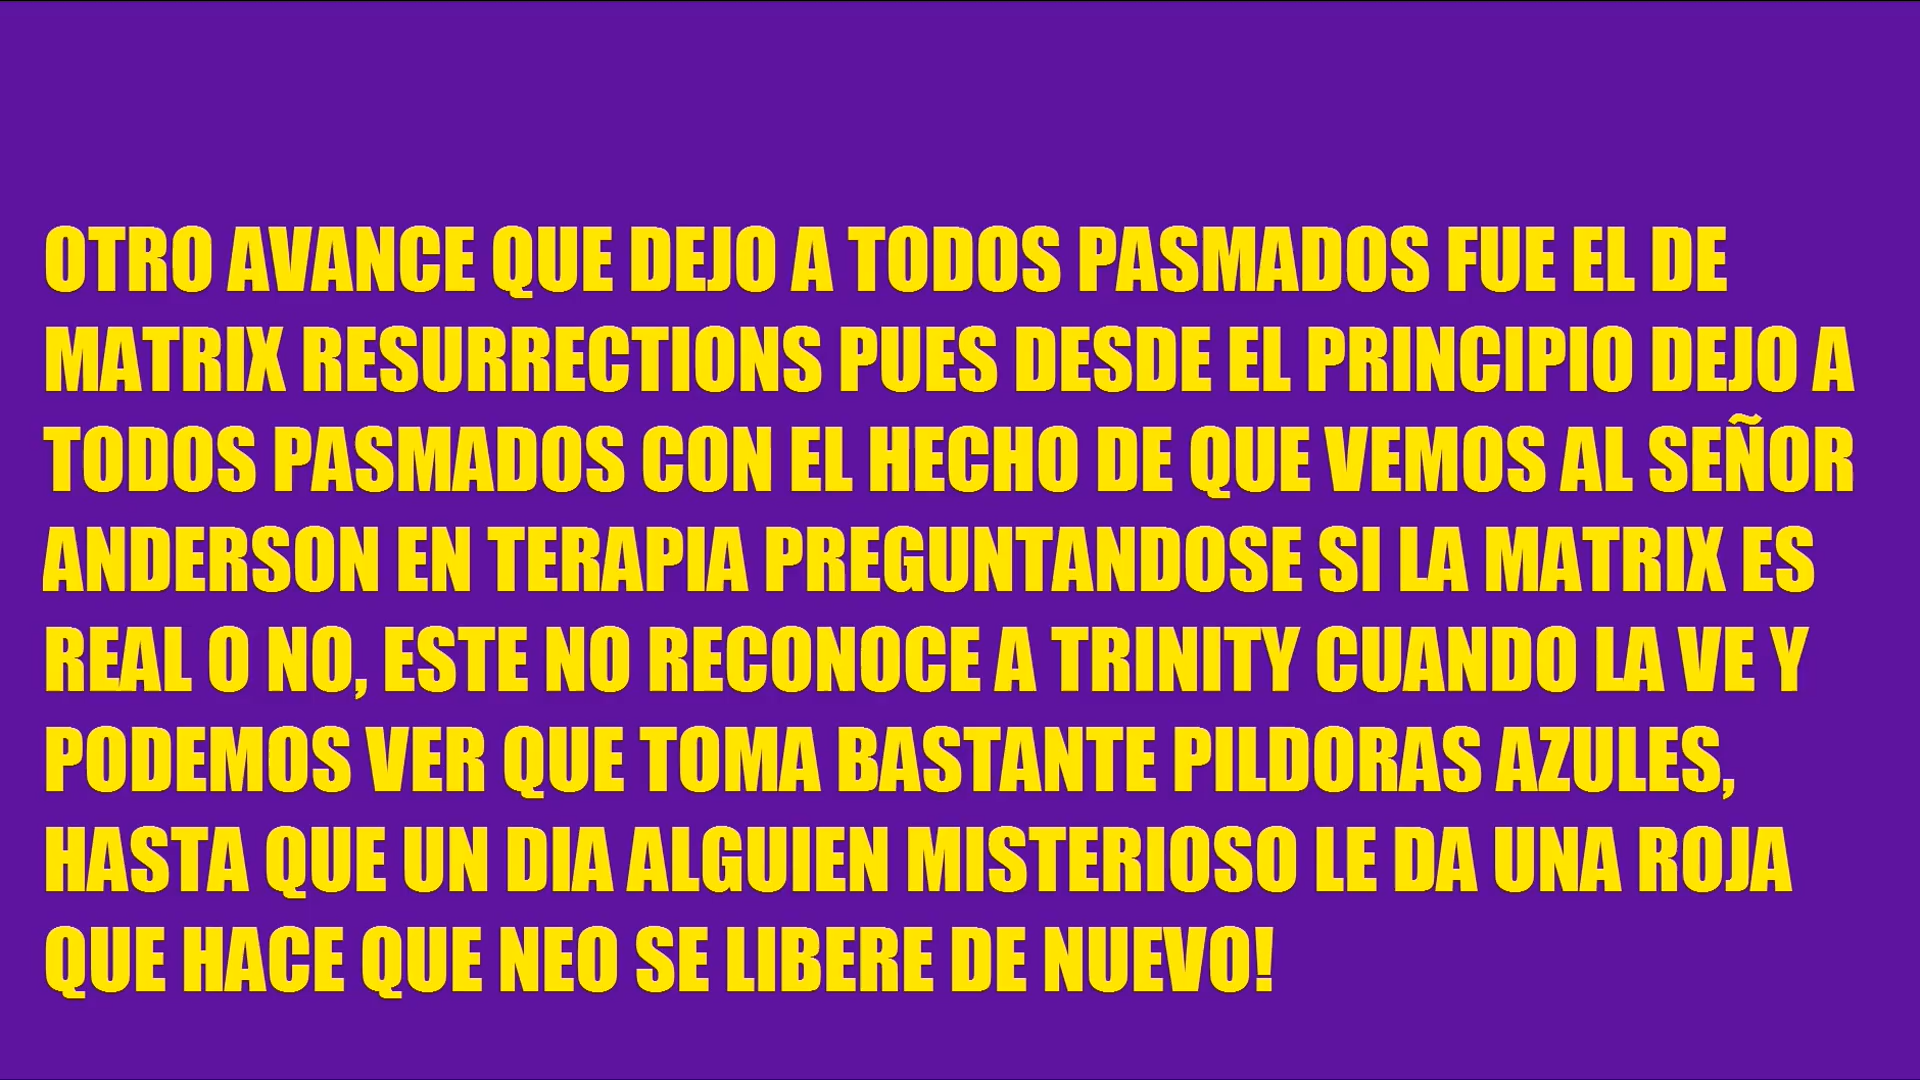 OTRO AVANCE QUE DEJO A TODOS PASMADOS FUE EL DE
MATRIX RESURRECTIONS PUES DESDE EL PRINCIPIO DEJO A
TODOS PASMADOS CON EL HECHO DE QUE VEMOS AL SEÑOR
ANDERSON EN TERAPIA PREGUNTANDOSE SI LA MATRIX ES
REAL O NO, ESTE NO RECONOCE A TRINITY CUANDO LA VE Y
PODEMOS VER QUE TOMA BASTANTE PILDORAS AZULES,
HASTA QUE UN DIA ALGUIEN MISTERIOSO LE DA UNA ROJA
QUE HACE QUE NEO SE LIBERE DE NUEVO!